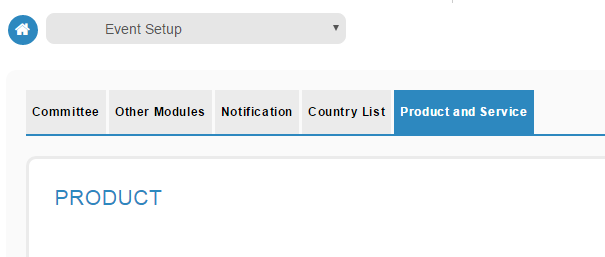 Event Setup
Committee Other Modules Notification Country List Product and Service
PRODUCT